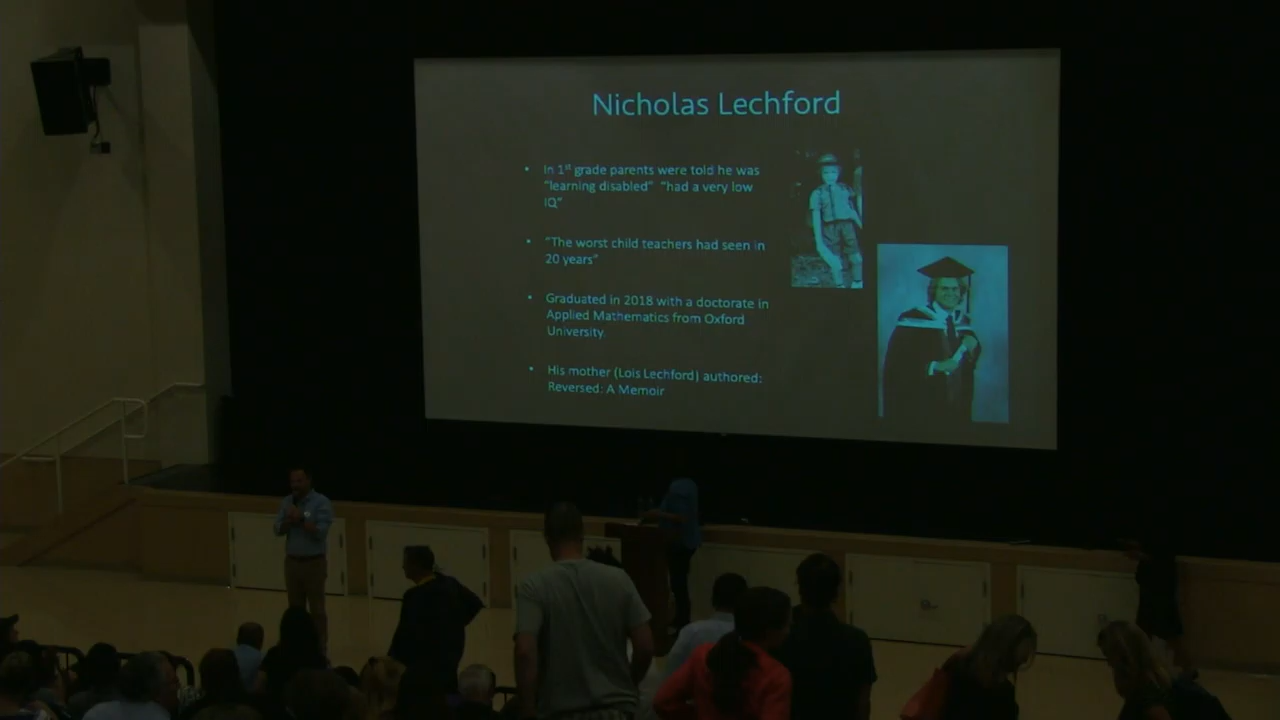 Nicholas Lechford
• In 1st grade parents were told he was
"learning disabled" "had a very low
IQ"
• "The worst child teachers had seen in
20 years"
• Graduated in 2018 with a doctorate in
Applied Mathematics from Oxford
University.
• His mother (Lois Lechford) authored:
Reversed: A Memoir